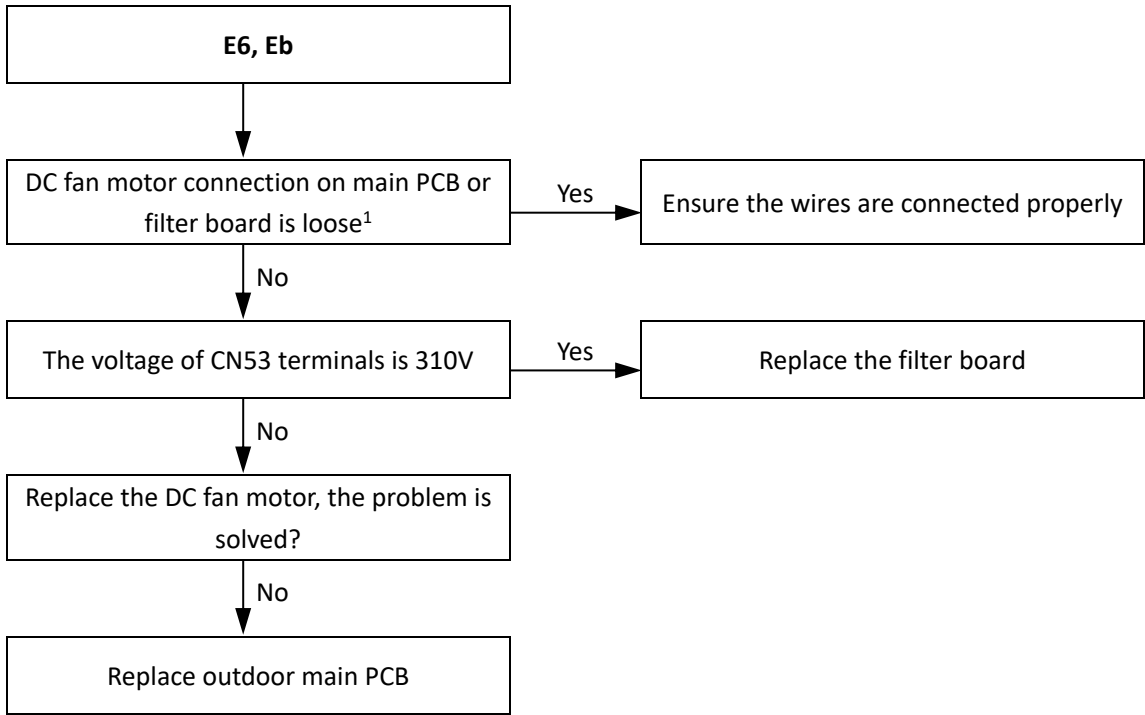 E6, Eb
DC fan motor connection on main PCB or
filter board is loose¹
Yes
Ensure the wires are connected properly
No
The voltage of CN53 terminals is 310V
Yes
Replace the filter board
No
Replace the DC fan motor, the problem is
solved?
No
Replace outdoor main PCB